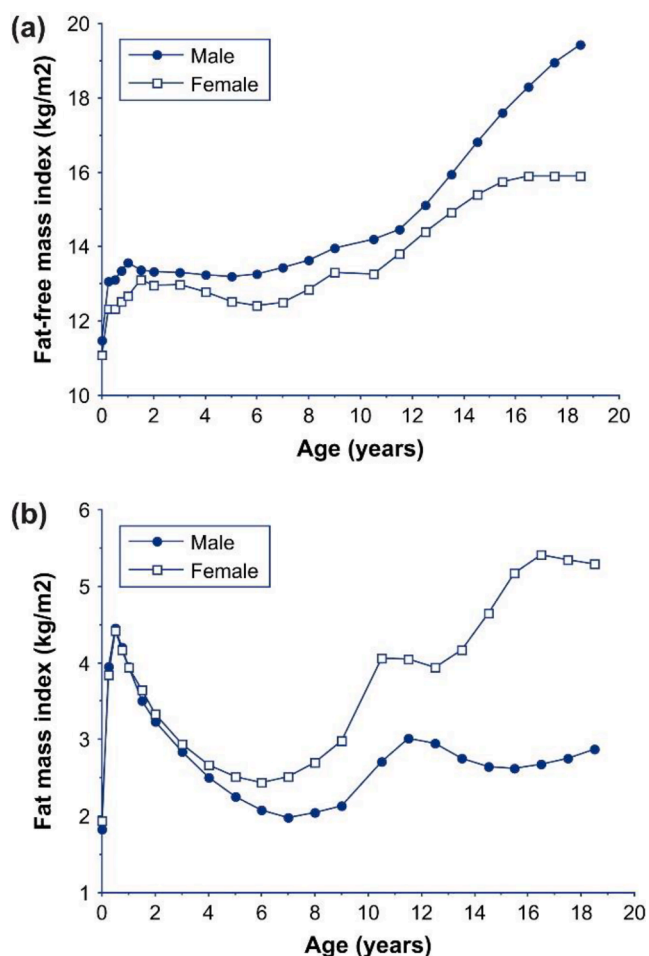 (a)
20
18
16
14
12
10
Fat-free mass index (kg/m2)
Male
Female
0 2 4 6 8 10 12 14 16 18 20
Age (years)
(b)
6
5
4
3
2
1
Fat mass index (kg/m2)
Male
Female
0 2 4 6 8 10 12 14 16 18 20
Age (years)